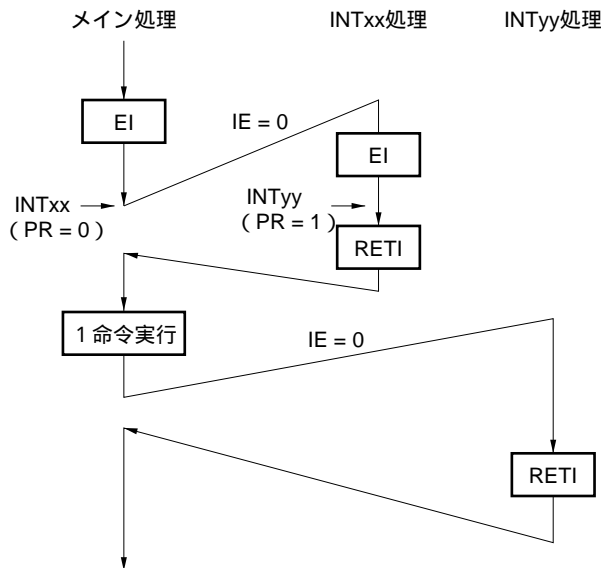 メイン処理
INTxx処理
INTyy処理
EI
IE = 0
EI
INTxx
（PR = 0）
INTyy
（PR = 1）
RETI
1 命令実行
IE = 0
RETI